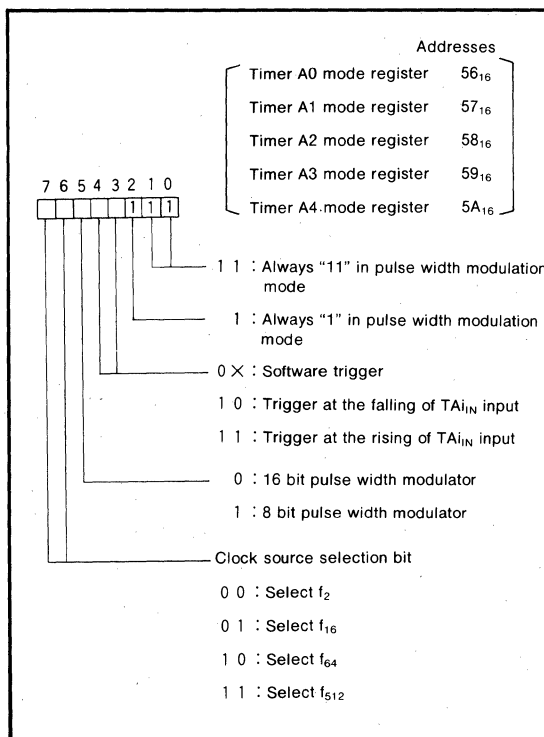 Addresses
Timer A0 mode register 56₁₆
Timer A1 mode register 57₁₆
Timer A2 mode register 58₁₆
Timer A3 mode register 59₁₆
Timer A4 mode register 5A₁₆
7 6 5 4 3 2 1 0
1 1 1
1 1 : Always "11" in pulse width modulation
mode
1 : Always "1" in pulse width modulation
mode
0 × : Software trigger
1 0 : Trigger at the falling of TAiIN input
1 1 : Trigger at the rising of TAiIN input
0 : 16 bit pulse width modulator
1 : 8 bit pulse width modulator
Clock source selection bit
0 0 : Select f₂
0 1 : Select f₁₆
1 0 : Select f₆₄
1 1 : Select f₅₁₂